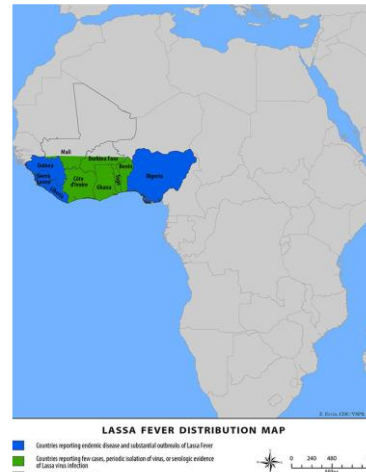 Mali
Guinea
Burkina Faso
Benin
Sierra
Leone
Côte
d'Ivoire
Ghana
Togo
Nigeria
Liberia
LASSA FEVER DISTRIBUTION MAP
Countries reporting endemic disease and substantial outbreaks of Lassa Fever
Countries reporting few cases, periodic isolation of virus, or serologic evidence
of Lassa virus infection
0 240 480